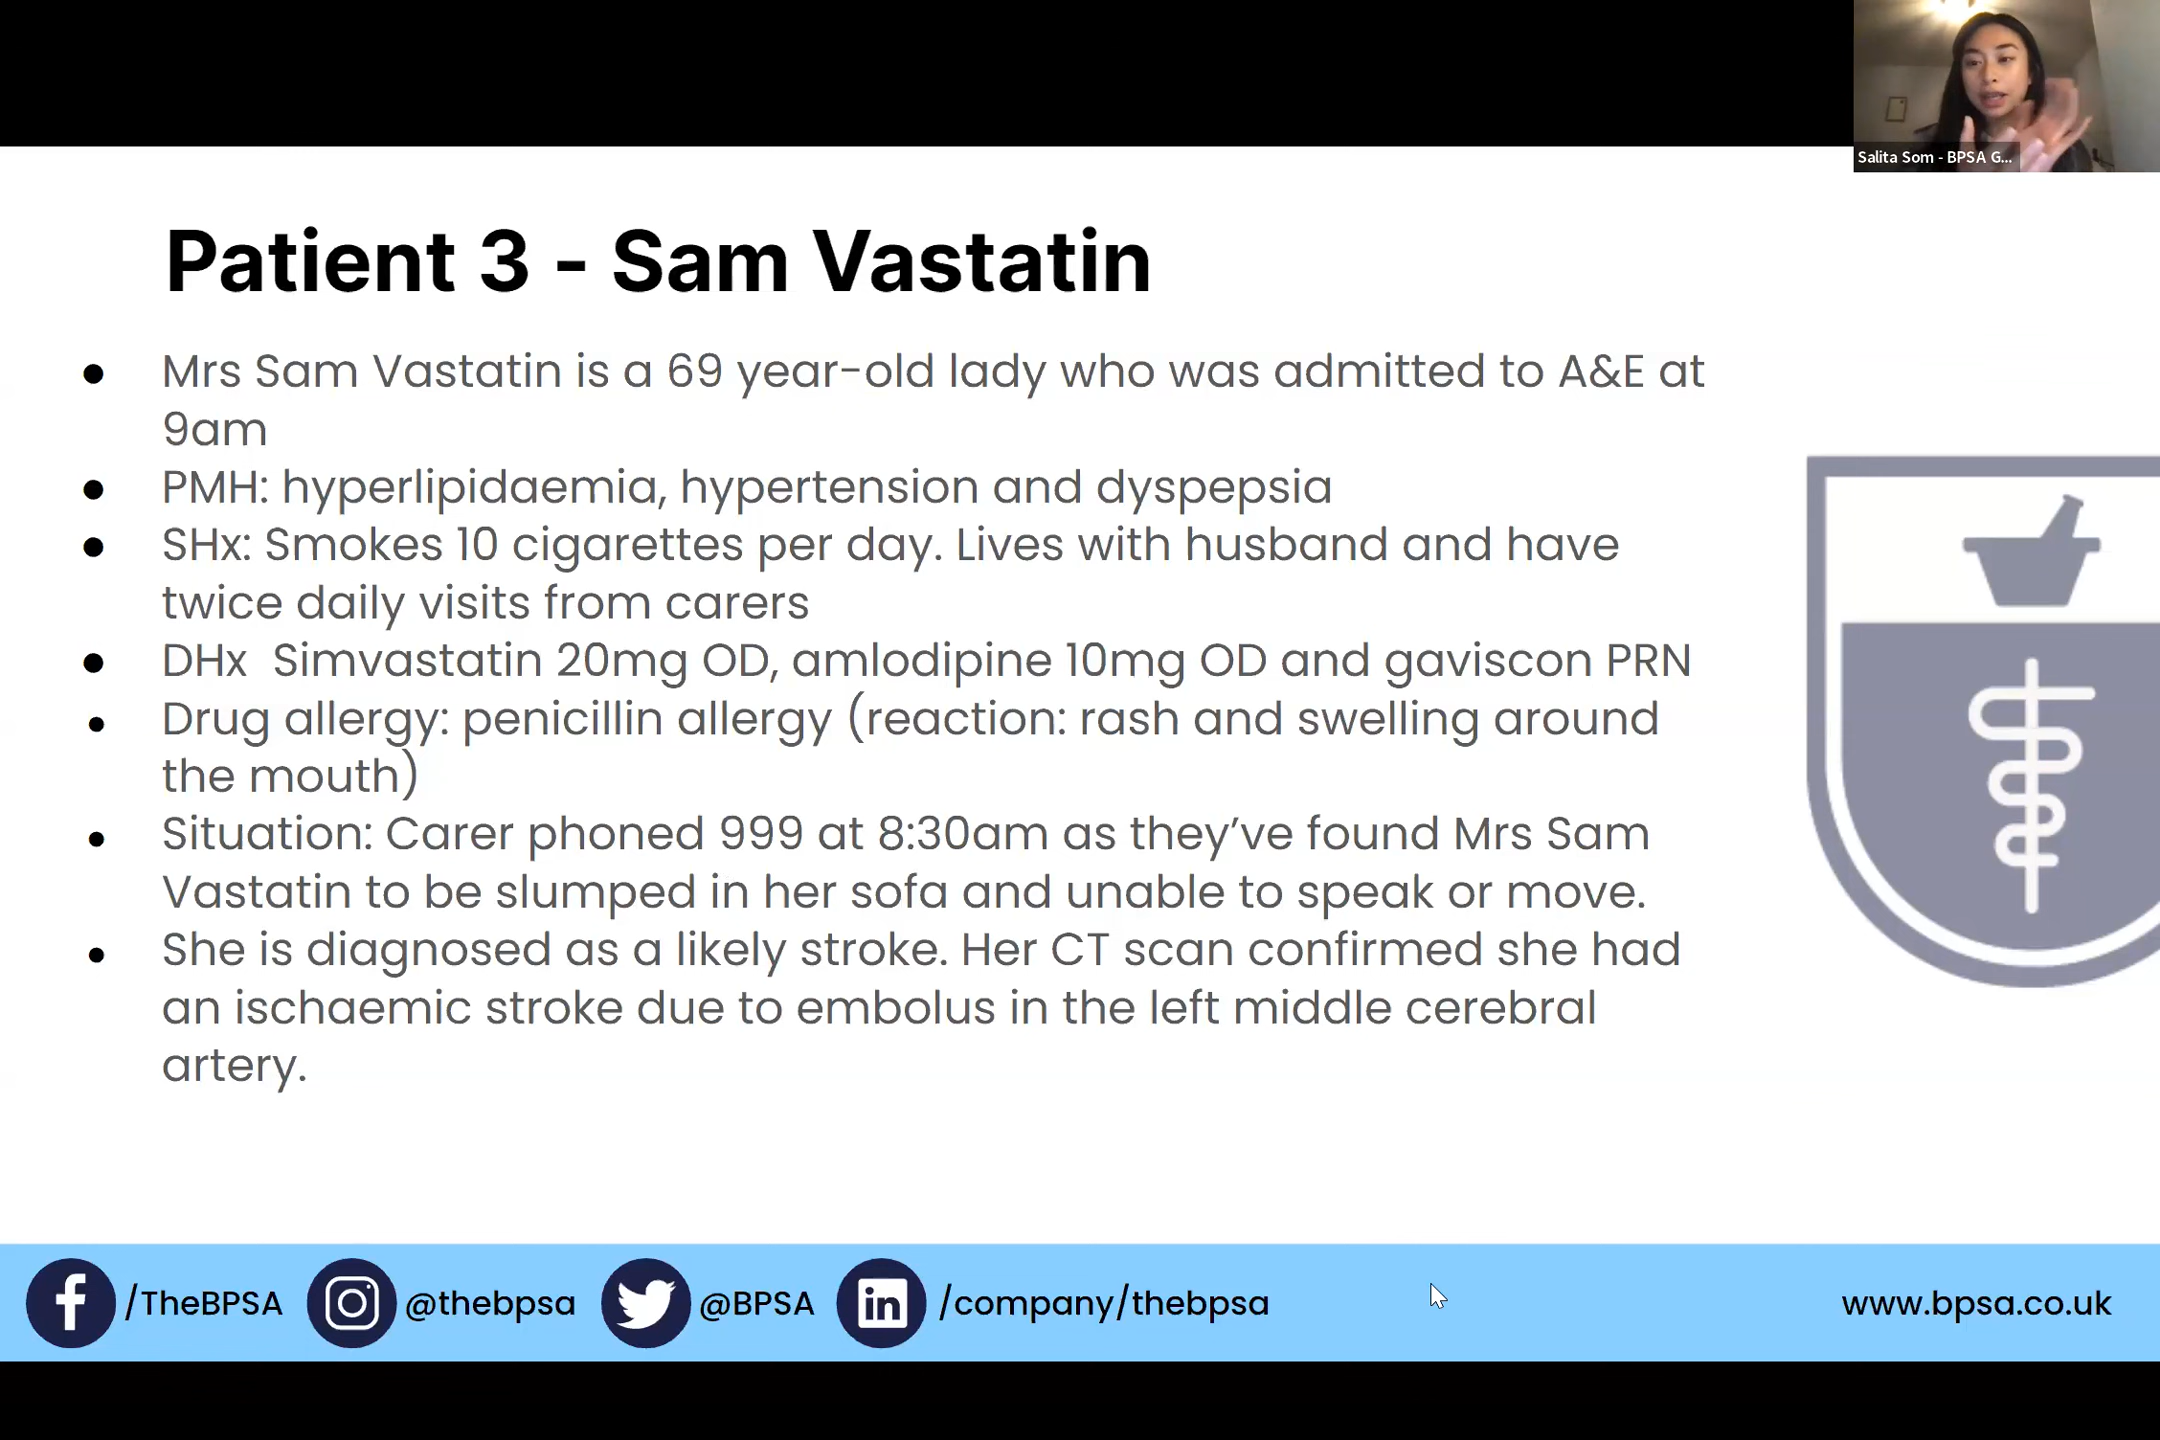 Salita Som - BPSA G...
Patient 3 - Sam Vastatin
● Mrs Sam Vastatin is a 69 year-old lady who was admitted to A&E at
9am
● PMH: hyperlipidaemia, hypertension and dyspepsia
● SHx: Smokes 10 cigarettes per day. Lives with husband and have
twice daily visits from carers
● DHx  Simvastatin 20mg OD, amlodipine 10mg OD and gaviscon PRN
● Drug allergy: penicillin allergy (reaction: rash and swelling around
the mouth)
● Situation: Carer phoned 999 at 8:30am as they’ve found Mrs Sam
Vastatin to be slumped in her sofa and unable to speak or move.
● She is diagnosed as a likely stroke. Her CT scan confirmed she had
an ischaemic stroke due to embolus in the left middle cerebral
artery.
/TheBPSA @thebpsa @BPSA /company/thebpsa www.bpsa.co.uk